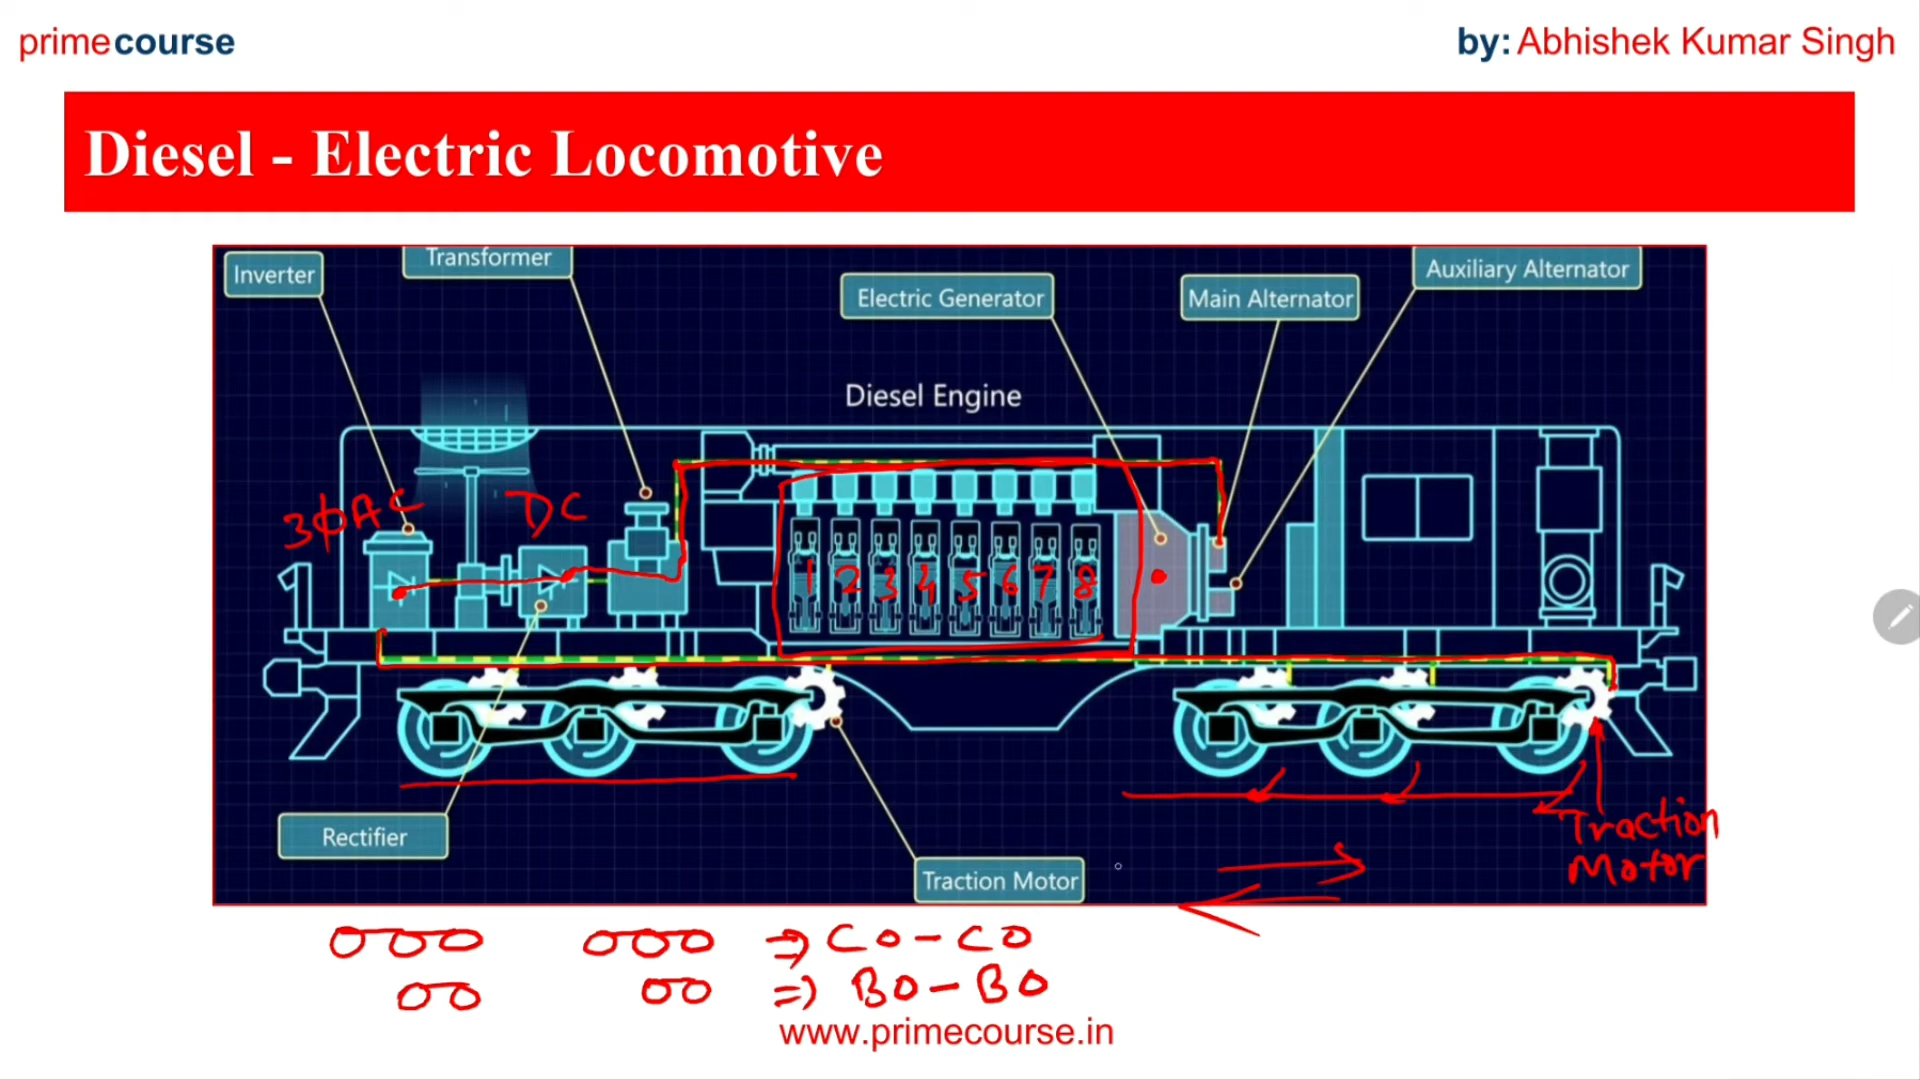 primecourse
by: Abhishek Kumar Singh
Diesel - Electric Locomotive
Inverter
Transformer
Electric Generator
Main Alternator
Auxiliary Alternator
Diesel Engine
3φAC
DC
1 2 3 4 5 6 7 8
Rectifier
Traction Motor
Traction
Motor
=> CO-CO
=> BO-BO
www.primecourse.in